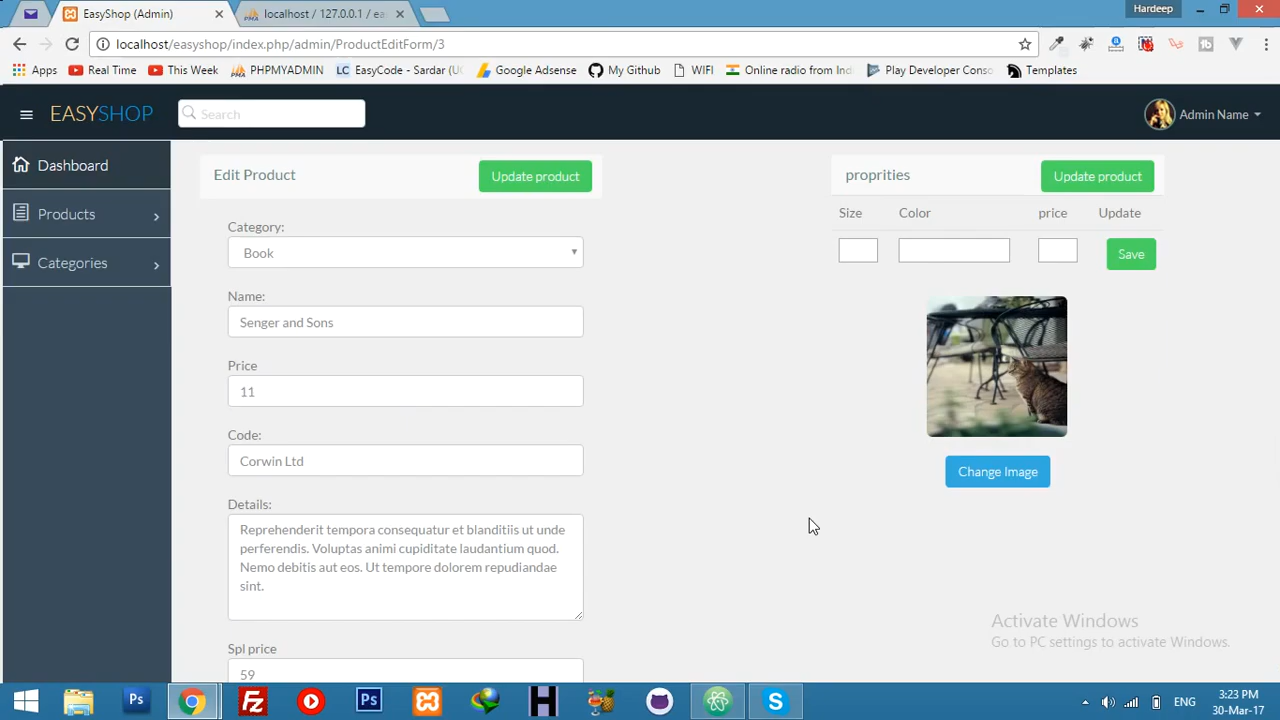 Hardeep
EasyShop (Admin)
localhost / 127.0.0.1 / ea
localhost/easyshop/index.php/admin/ProductEditForm/3
Apps Real Time This Week PHPMYADMIN EasyCode - Sardar (U Google Adsense My Github WIFI Online radio from Ind Play Developer Conso Templates
EASYSHOP
Search
Admin Name
Dashboard
Products
Categories
Edit Product
Update product
Category:
Book
Name:
Senger and Sons
Price
11
Code:
Corwin Ltd
Details:
Reprehenderit tempora consequatur et blanditiis ut unde
perferendis. Voluptas animi cupiditate laudantium quod.
Nemo debitis aut eos. Ut tempore dolorem repudiandae
sint.
Spl price
59
proprities
Update product
Size Color price Update
Save
Change Image
Activate Windows
Go to PC settings to activate Windows.
ENG
3:23 PM
30-Mar-17